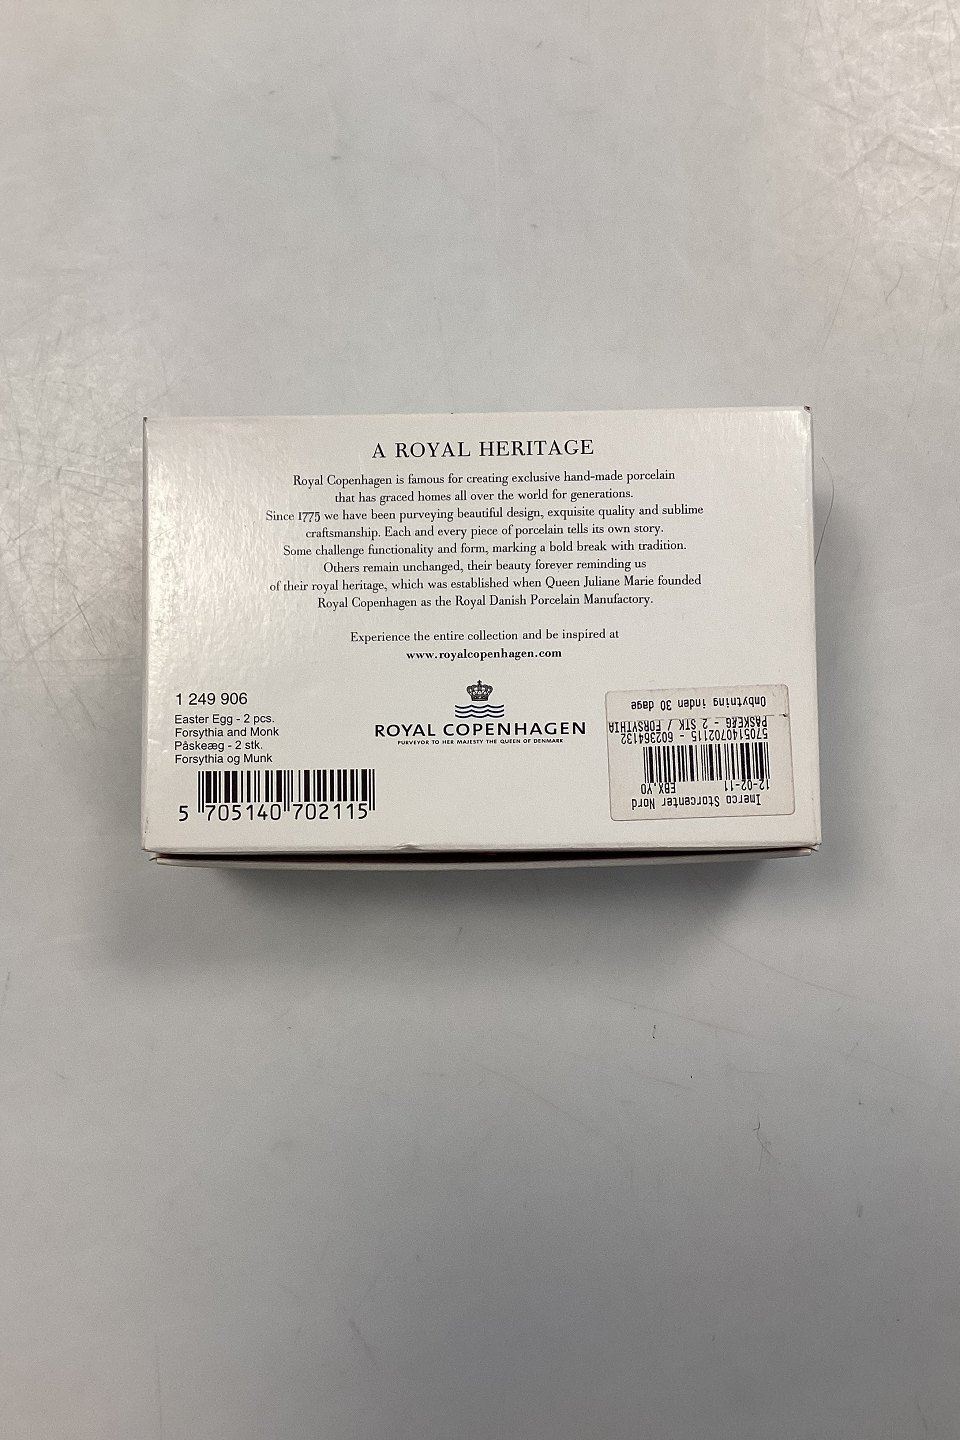 A ROYAL HERITAGE
Royal Copenhagen is famous for creating exclusive hand-made porcelain
that has graced homes all over the world for generations.
Since 1775 we have been purveying beautiful design, exquisite quality and sublime
craftsmanship. Each and every piece of porcelain tells its own story.
Some challenge functionality and form, marking a bold break with tradition.
Others remain unchanged, their beauty forever reminding us
of their royal heritage, which was established when Queen Juliane Marie founded
Royal Copenhagen as the Royal Danish Porcelain Manufactory.
Experience the entire collection and be inspired at
www.royalcopenhagen.com
1 249 906
Easter Egg - 2 pcs.
Forsythia and Monk
Påskeæg - 2 stk.
Forsythia og Munk
5 705140 702115
ROYAL COPENHAGEN
PURVEYOR TO HER MAJESTY THE QUEEN OF DENMARK
Imerco Storcenter Nord
12-02-11 EBX.YO
5705140702115 - 602364132
PÅSKEÆG - 2 STK / FORSYTHIA
Ombytning inden 30 dage